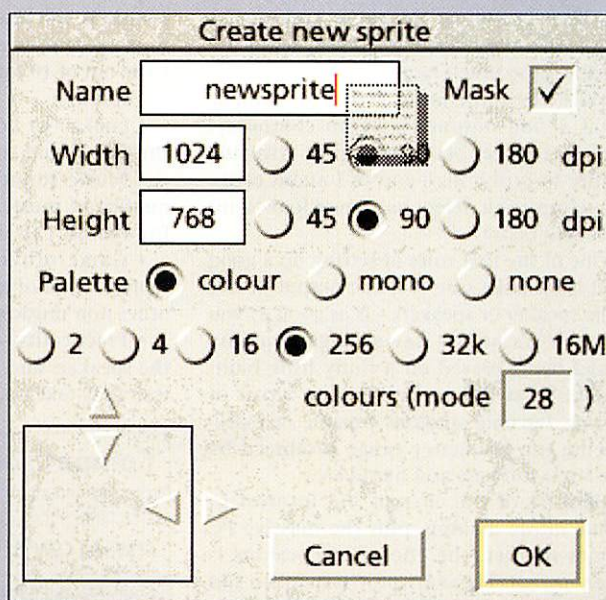 Create new sprite
Name newsprite Mask
Width 1024 45 180 dpi
Height 768 45 90 180 dpi
Palette colour mono none
2 4 16 256 32k 16M
colours (mode 28 )
Cancel OK